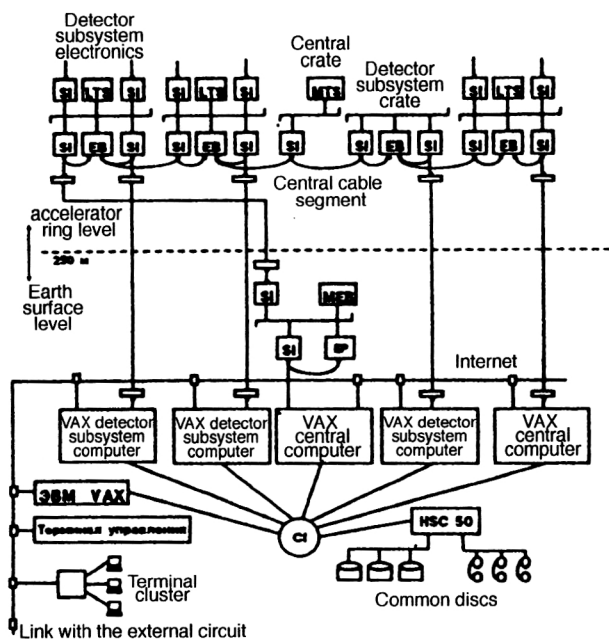 Detector
subsystem
electronics
Central
crate
Detector
subsystem
crate
SI LTS SI SI LTS SI MTS SI LTS SI
SI EB SI SI EB SI SI SI EB SI SI EB SI
Central cable
segment
accelerator
ring level
Earth
surface
level
SI MEB
SI
Internet
VAX detector
subsystem
computer
VAX detector
subsystem
computer
VAX
central
computer
VAX detector
subsystem
computer
VAX
central
computer
ЭВМ VAX
Терминал управления
CI
HSC 50
Terminal
cluster
Common discs
Link with the external circuit